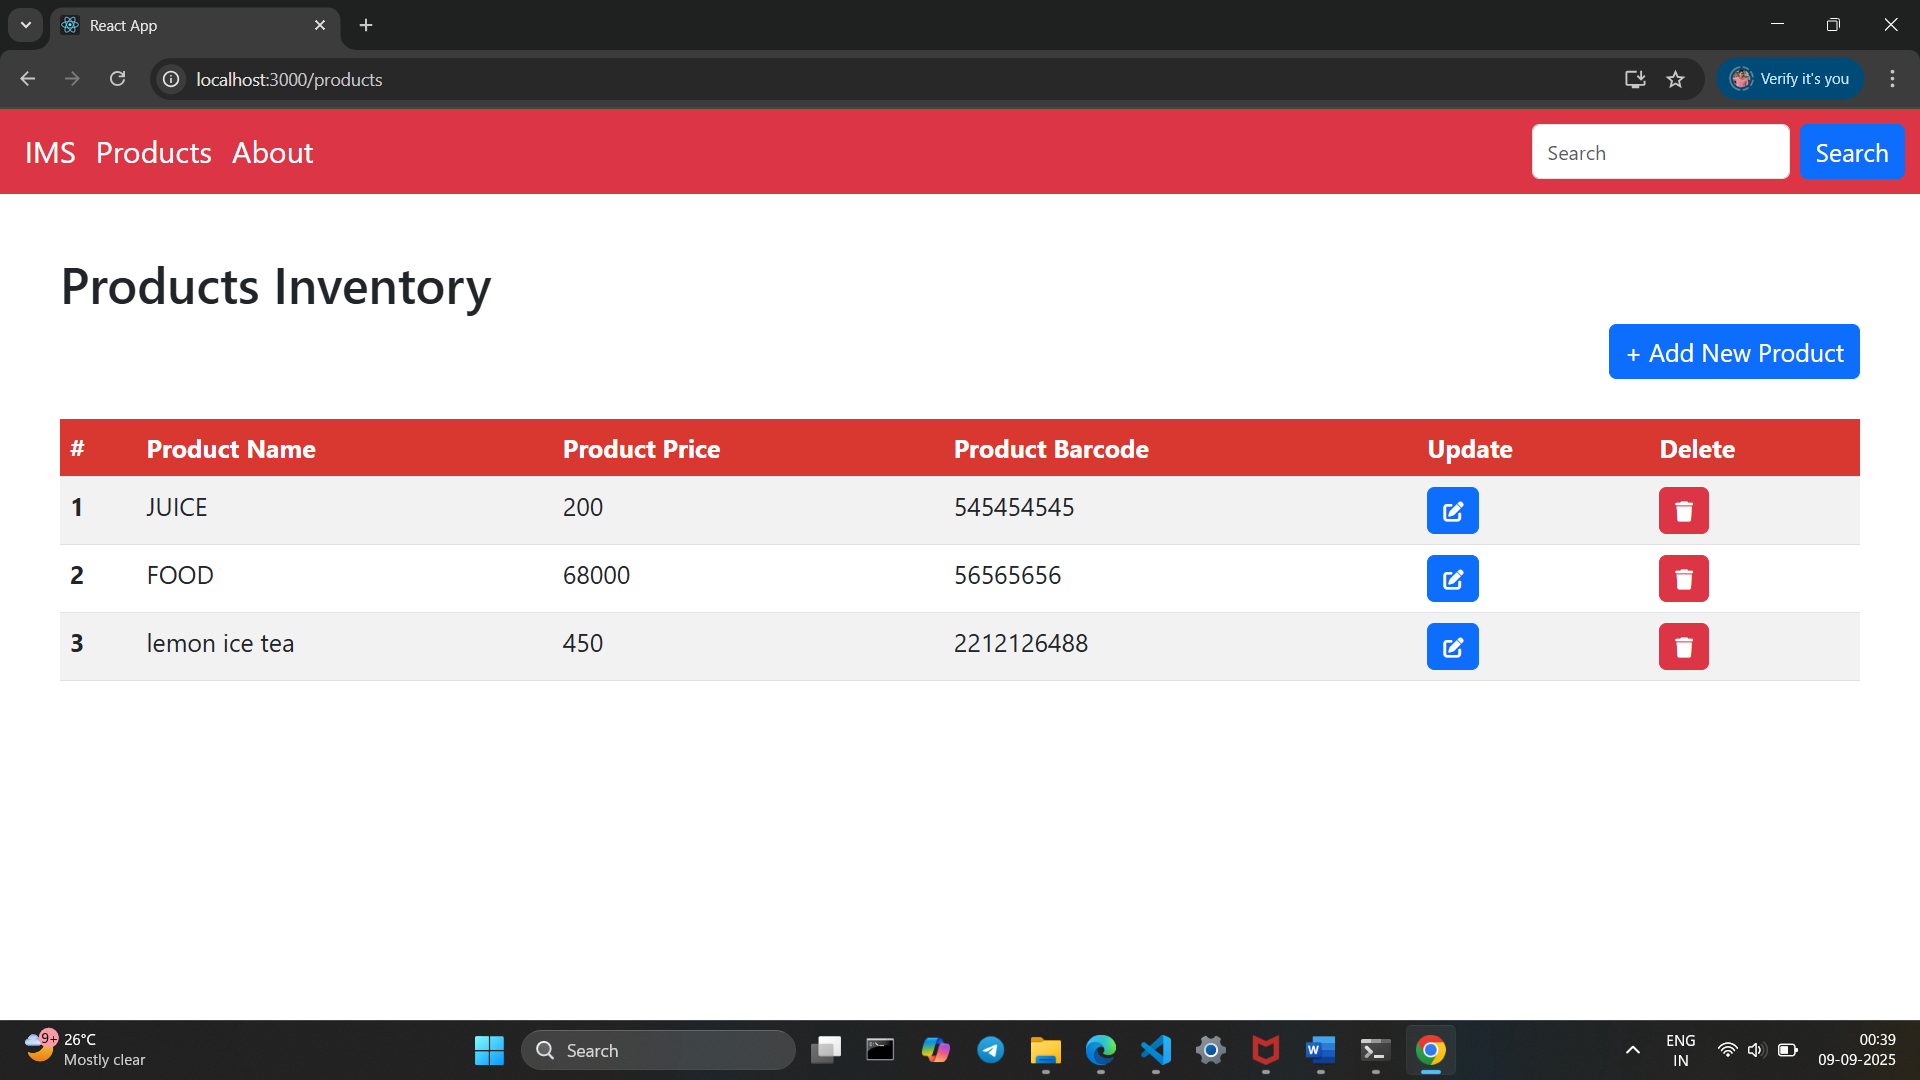 React App
localhost:3000/products
Verify it's you
IMS Products About
Search
Search
Products Inventory
+ Add New Product
# Product Name Product Price Product Barcode Update Delete
1 JUICE 200 545454545
2 FOOD 68000 56565656
3 lemon ice tea 450 2212126488
9+
26°C
Mostly clear
Search
ENG
IN
00:39
09-09-2025